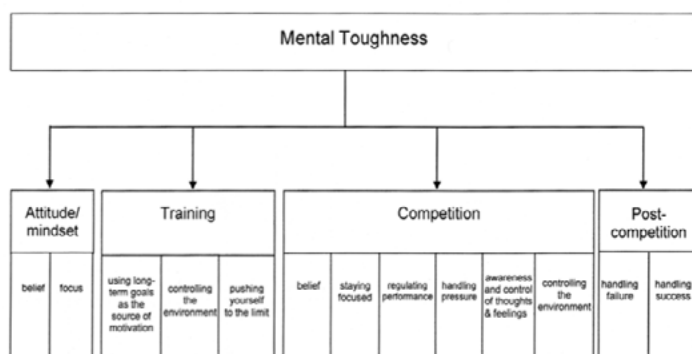 Mental Toughness
Attitude/
mindset
Training
Competition
Post-
competition
belief
focus
using long-
term goals
as the
source of
motivation
controlling
the
environment
pushing
yourself
to the limit
belief
staying
focused
regulating
performance
handling
pressure
awareness
and control
of thoughts
& feelings
controlling
the
environment
handling
failure
handling
success